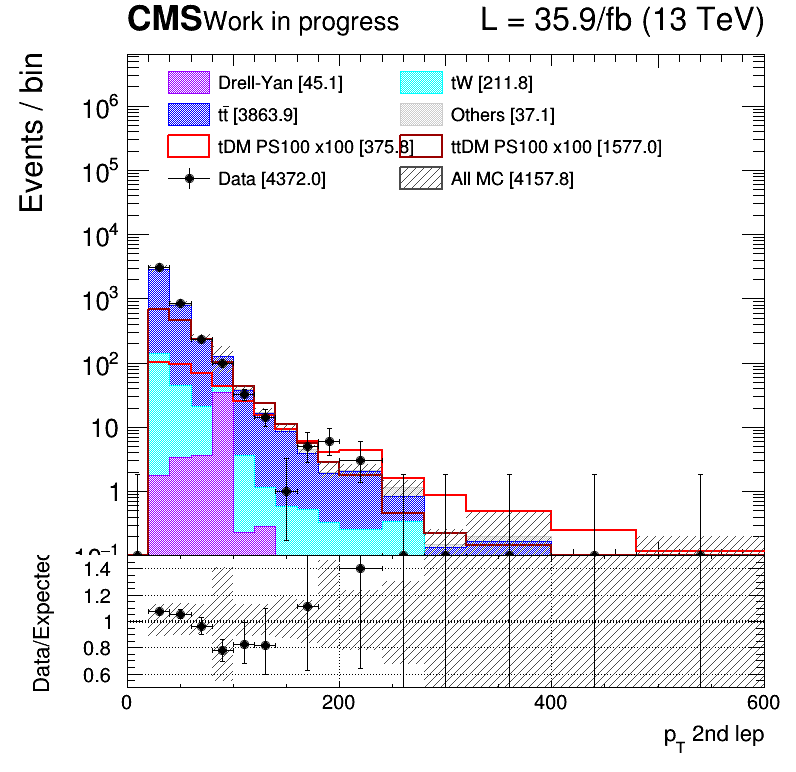 CMS Work in progress L = 35.9/fb (13 TeV)
Events / bin
Drell-Yan [45.1] tW [211.8]
tt̄ [3863.9] Others [37.1]
tDM PS100 x100 [375.8] ttDM PS100 x100 [1577.0]
Data [4372.0] All MC [4157.8]
10⁶
10⁵
10⁴
10³
10²
10
1
10⁻¹
Data/Expected
1.4
1.2
1
0.8
0.6
0 200 400 600
p_T 2nd lep